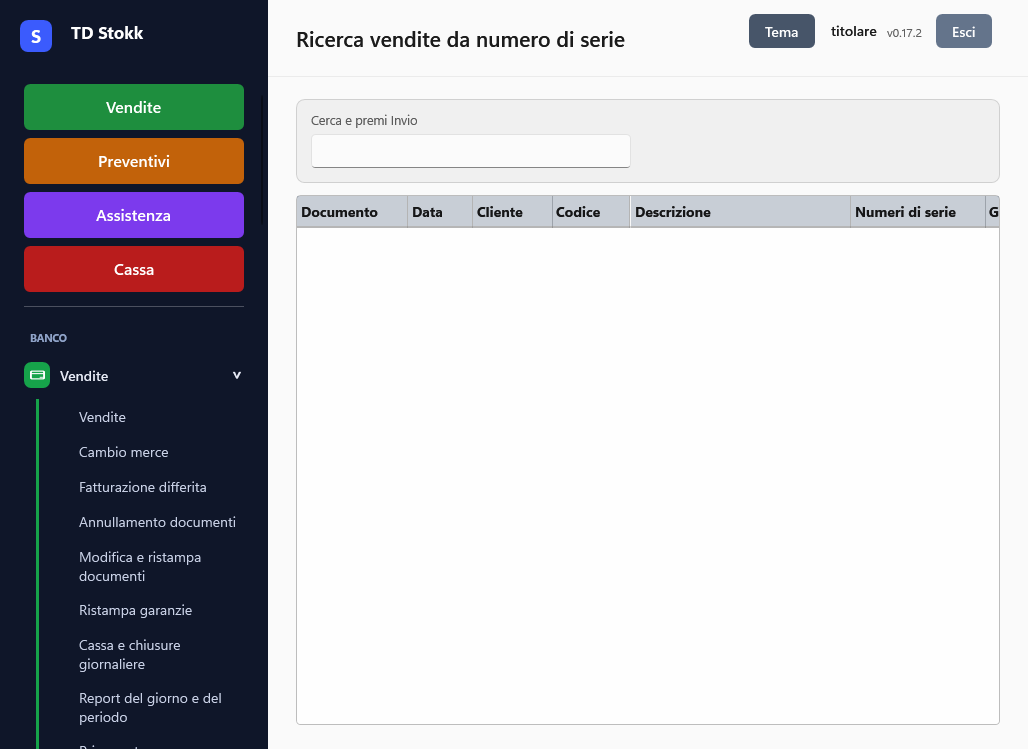 S
TD Stokk
Vendite
Preventivi
Assistenza
Cassa
BANCO
Vendite
Vendite
Cambio merce
Fatturazione differita
Annullamento documenti
Modifica e ristampa
documenti
Ristampa garanzie
Cassa e chiusure
giornaliere
Report del giorno e del
periodo
Ricerca vendite da numero di serie
Tema
titolare
v0.17.2
Esci
Cerca e premi Invio
Documento
Data
Cliente
Codice
Descrizione
Numeri di serie
G